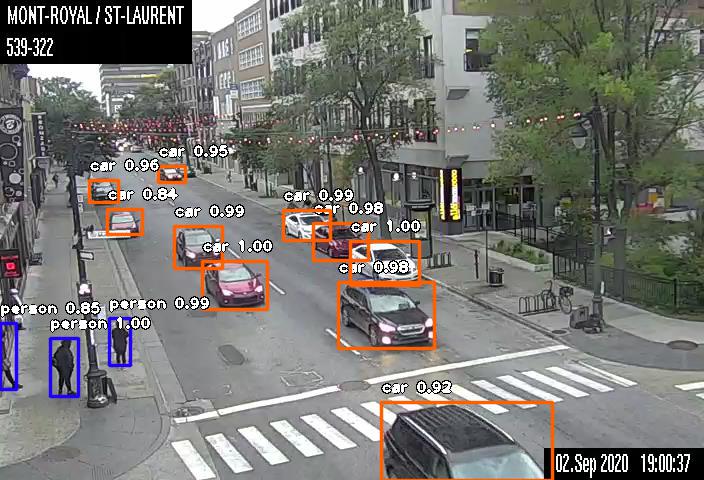 MONT-ROYAL / ST-LAURENT
539-322
car 0.95
car 0.96
car 0.84
car 0.99
car 0.98
car 0.99
car 1.00
car 1.00
car 0.98
person 0.85
person 0.99
person 1.00
car 0.92
02.Sep 2020 19:00:37